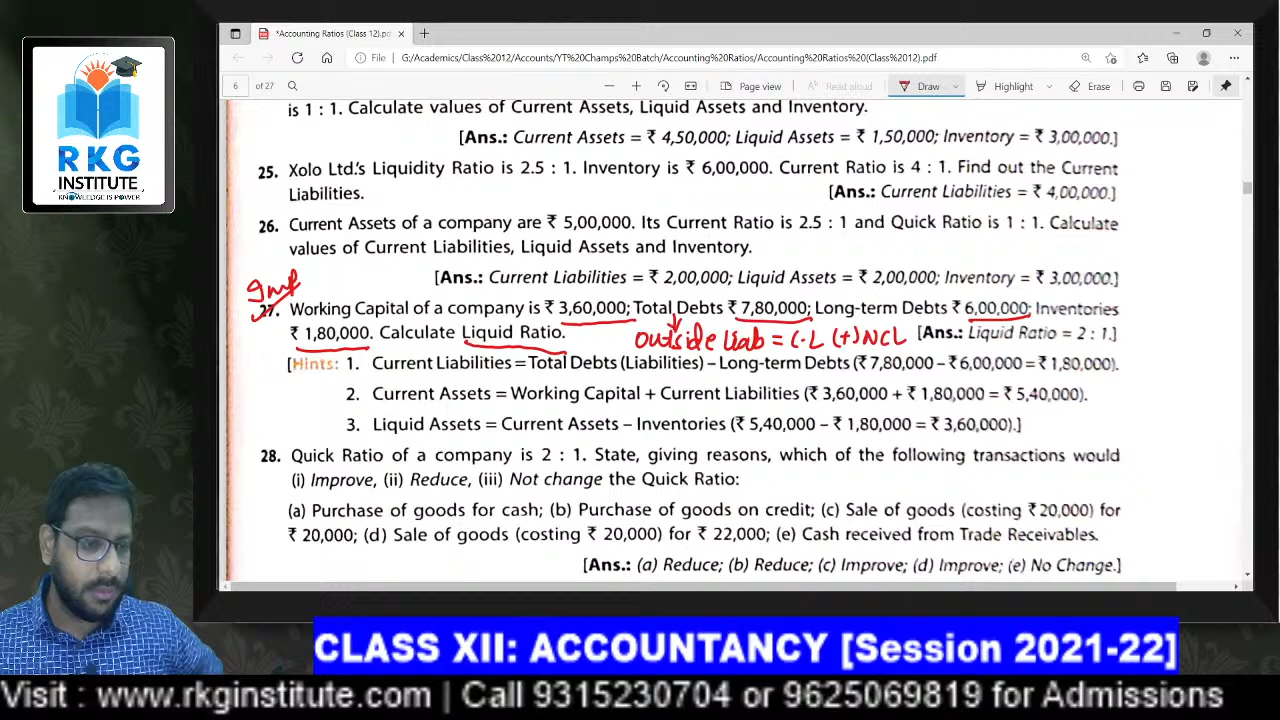 *Accounting Ratios (Class 12).pd
File
G:/Academics/Class%2012/Accounts/YT%20Champs%20Batch/Accounting%20Ratios/Accounting%20Ratios%20(Class%2012).pdf
6 of 27
Page view
Read aloud
Draw
Highlight
Erase
RKG
INSTITUTE
KNOWLEDGE IS POWER
is 1 : 1. Calculate values of Current Assets, Liquid Assets and Inventory.
[Ans.: Current Assets = ₹ 4,50,000; Liquid Assets = ₹ 1,50,000; Inventory = ₹ 3,00,000.]
25. Xolo Ltd.'s Liquidity Ratio is 2.5 : 1. Inventory is ₹ 6,00,000. Current Ratio is 4 : 1. Find out the Current
Liabilities. [Ans.: Current Liabilities = ₹ 4,00,000.]
26. Current Assets of a company are ₹ 5,00,000. Its Current Ratio is 2.5 : 1 and Quick Ratio is 1 : 1. Calculate
values of Current Liabilities, Liquid Assets and Inventory.
[Ans.: Current Liabilities = ₹ 2,00,000; Liquid Assets = ₹ 2,00,000; Inventory = ₹ 3,00,000.]
Imp
27. Working Capital of a company is ₹ 3,60,000; Total Debts ₹ 7,80,000; Long-term Debts ₹ 6,00,000; Inventories
₹ 1,80,000. Calculate Liquid Ratio. [Ans.: Liquid Ratio = 2 : 1.]
Outside Liab = C.L (+) NCL
[Hints: 1. Current Liabilities = Total Debts (Liabilities) – Long-term Debts (₹ 7,80,000 – ₹ 6,00,000 = ₹ 1,80,000).
2. Current Assets = Working Capital + Current Liabilities (₹ 3,60,000 + ₹ 1,80,000 = ₹ 5,40,000).
3. Liquid Assets = Current Assets – Inventories (₹ 5,40,000 – ₹ 1,80,000 = ₹ 3,60,000).]
28. Quick Ratio of a company is 2 : 1. State, giving reasons, which of the following transactions would
(i) Improve, (ii) Reduce, (iii) Not change the Quick Ratio:
(a) Purchase of goods for cash; (b) Purchase of goods on credit; (c) Sale of goods (costing ₹ 20,000) for
₹ 20,000; (d) Sale of goods (costing ₹ 20,000) for ₹ 22,000; (e) Cash received from Trade Receivables.
[Ans.: (a) Reduce; (b) Reduce; (c) Improve; (d) Improve; (e) No Change.]
CLASS XII: ACCOUNTANCY [Session 2021-22]
Visit : www.rkginstitute.com | Call 9315230704 or 9625069819 for Admissions